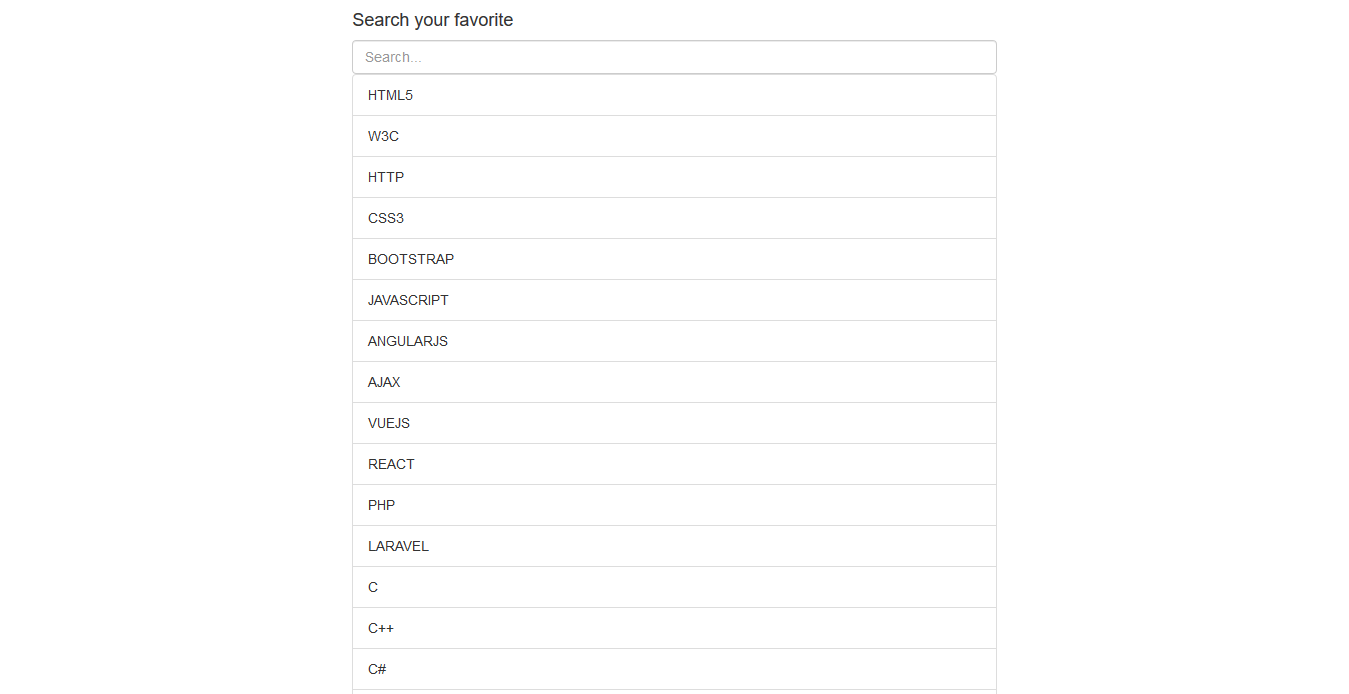 Search your favorite
Search...
HTML5
W3C
HTTP
CSS3
BOOTSTRAP
JAVASCRIPT
ANGULARJS
AJAX
VUEJS
REACT
PHP
LARAVEL
C
C++
C#